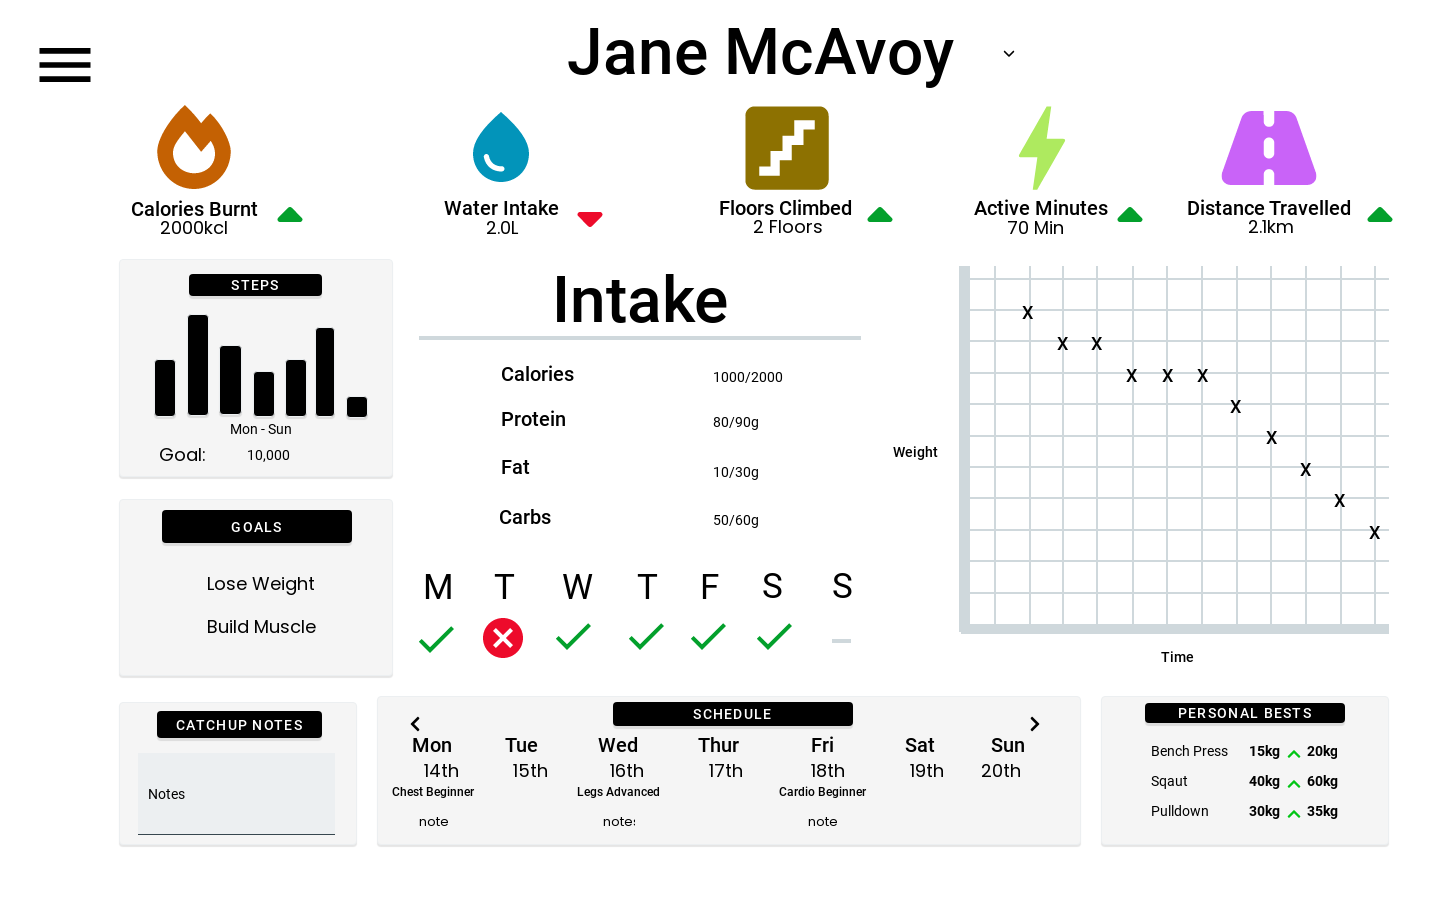 Jane McAvoy
Calories Burnt
2000kcl
Water Intake
2.0L
Floors Climbed
2 Floors
Active Minutes
70 Min
Distance Travelled
2.1km
STEPS
Mon - Sun
Goal: 10,000
GOALS
Lose Weight
Build Muscle
Intake
Calories 1000/2000
Protein 80/90g
Fat 10/30g
Carbs 50/60g
M T W T F S S
Weight
X
X X
X X X
X
X
X
X
X
Time
CATCHUP NOTES
Notes
SCHEDULE
Mon Tue Wed Thur Fri Sat Sun
14th 15th 16th 17th 18th 19th 20th
Chest Beginner Legs Advanced Cardio Beginner
note notes note
PERSONAL BESTS
Bench Press 15kg 20kg
Sqaut 40kg 60kg
Pulldown 30kg 35kg